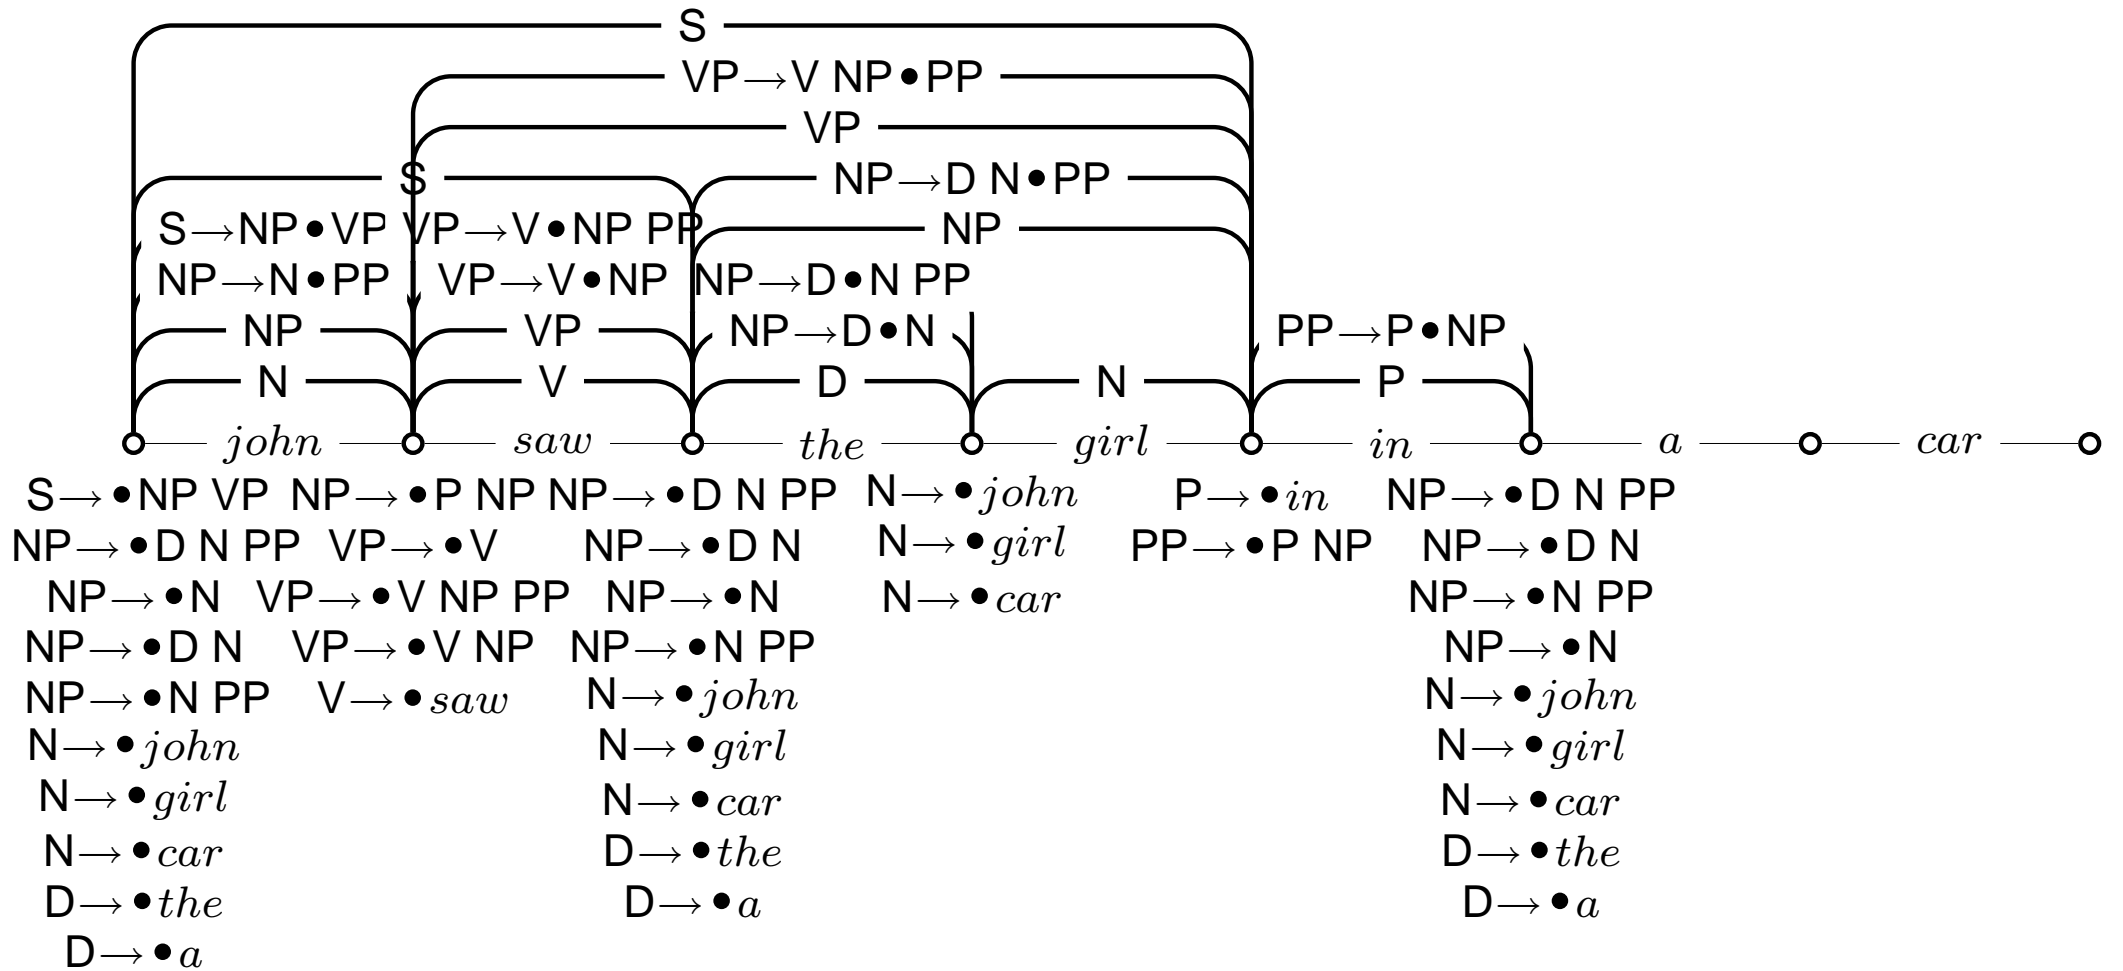 S
VP→V NP•PP
VP
S NP→D N•PP
S→NP•VP VP→V•NP PP NP
NP→N•PP VP→V•NP NP→D•N PP
NP VP NP→D•N PP→P•NP
N V D N P
john saw the girl in a car
S→•NP VP NP→•P NP NP→•D N PP N→•john P→•in NP→•D N PP
NP→•D N PP VP→•V NP→•D N N→•girl PP→•P NP NP→•D N
NP→•N VP→•V NP PP NP→•N N→•car NP→•N PP
NP→•D N VP→•V NP NP→•N PP NP→•N
NP→•N PP V→•saw N→•john N→•john
N→•john N→•girl N→•girl
N→•girl N→•car N→•car
N→•car D→•the D→•the
D→•the D→•a D→•a
D→•a